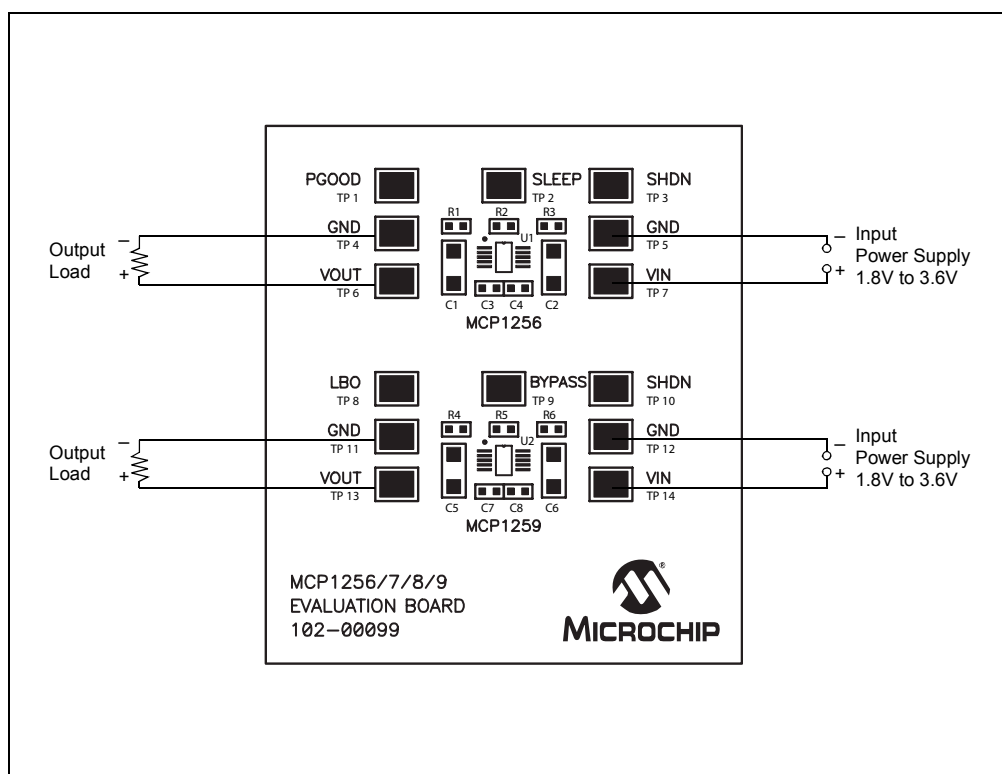 PGOOD
TP 1
SLEEP
TP 2
SHDN
TP 3
R1
R2
R3
U1
Output
Load
–
+
GND
TP 4
VOUT
TP 6
GND
TP 5
VIN
TP 7
– Input
Power Supply
+ 1.8V to 3.6V
C1
C3
C4
C2
MCP1256
LBO
TP 8
BYPASS
TP 9
SHDN
TP 10
R4
R5
R6
U2
Output
Load
–
+
GND
TP 11
VOUT
TP 13
GND
TP 12
VIN
TP 14
– Input
Power Supply
+ 1.8V to 3.6V
C5
C7
C8
C6
MCP1259
MCP1256/7/8/9
EVALUATION BOARD
102-00099
®
MICROCHIP